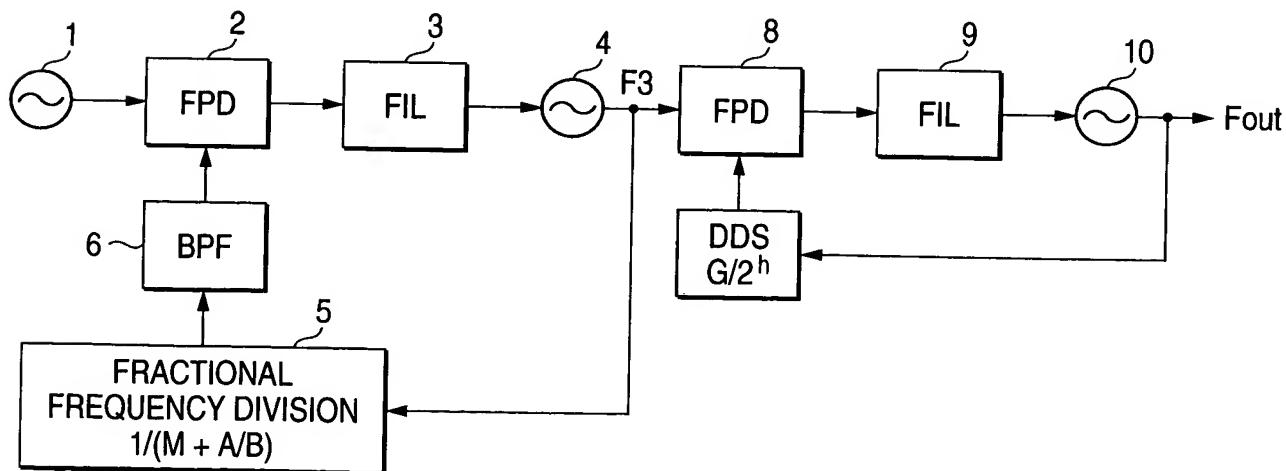 1
2
3
4
8
9
10
FPD
FIL
F3
FPD
FIL
Fout
6
BPF
DDS
G/2ʰ
5
FRACTIONAL
FREQUENCY DIVISION
1/(M + A/B)